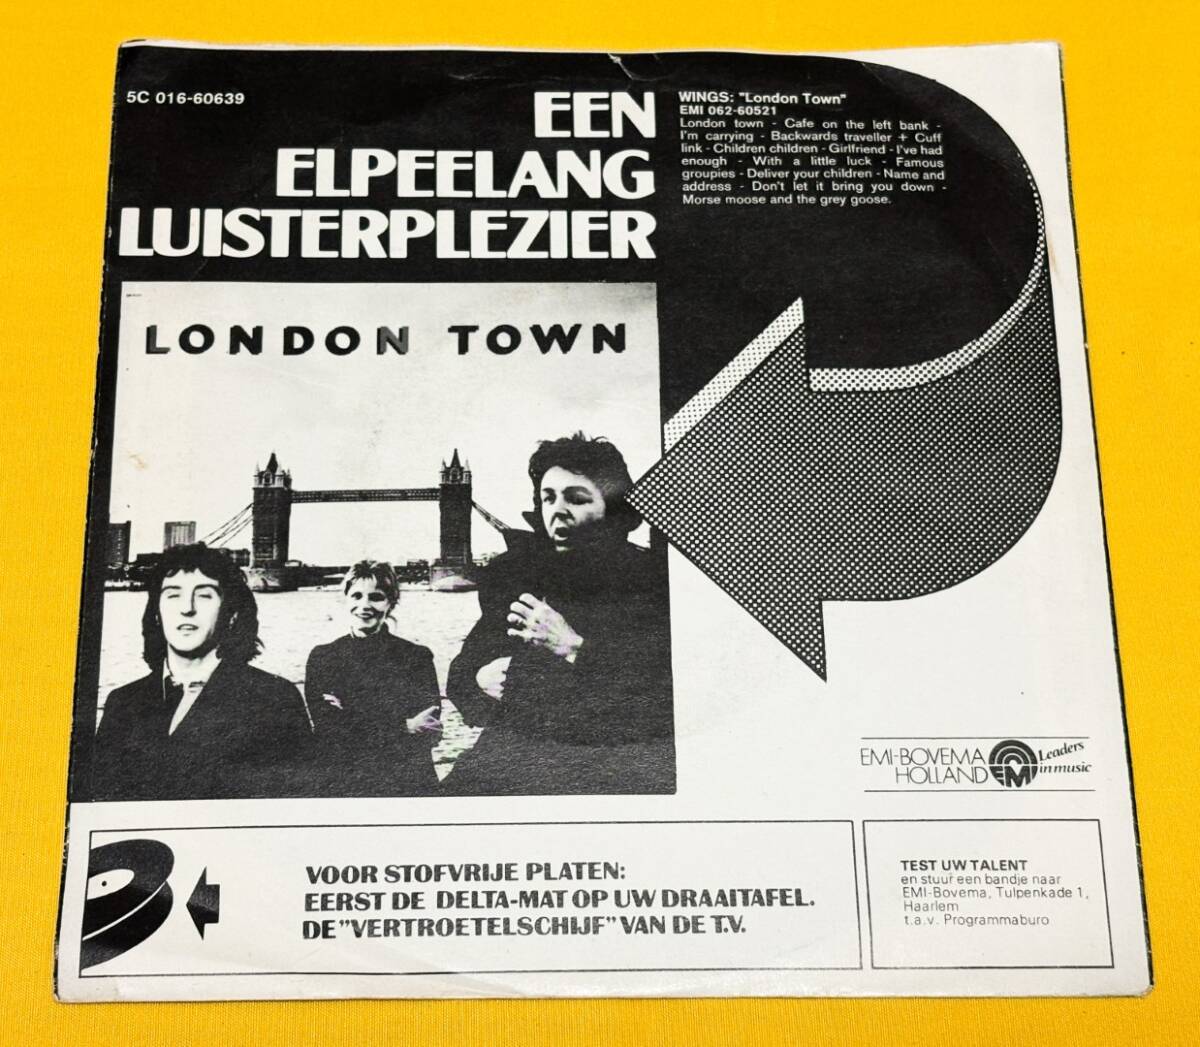 5C 016-60639
EEN
ELPEELANG
LUISTERPLEZIER
WINGS: "London Town"
EMI 062-60521
London town - Cafe on the left bank -
I'm carrying - Backwards traveller + Cuff
link - Children children - Girlfriend - I've had
enough - With a little luck - Famous
groupies - Deliver your children - Name and
address - Don't let it bring you down -
Morse moose and the grey goose.
LONDON TOWN
EMI-BOVEMA
HOLLAND
EMI
Leaders
in music
VOOR STOFVRIJE PLATEN:
EERST DE DELTA-MAT OP UW DRAAITAFEL.
DE "VERTROETELSCHIJF" VAN DE T.V.
TEST UW TALENT
en stuur een bandje naar
EMI-Bovema, Tulpenkade 1,
Haarlem
t.a.v. Programmaburo